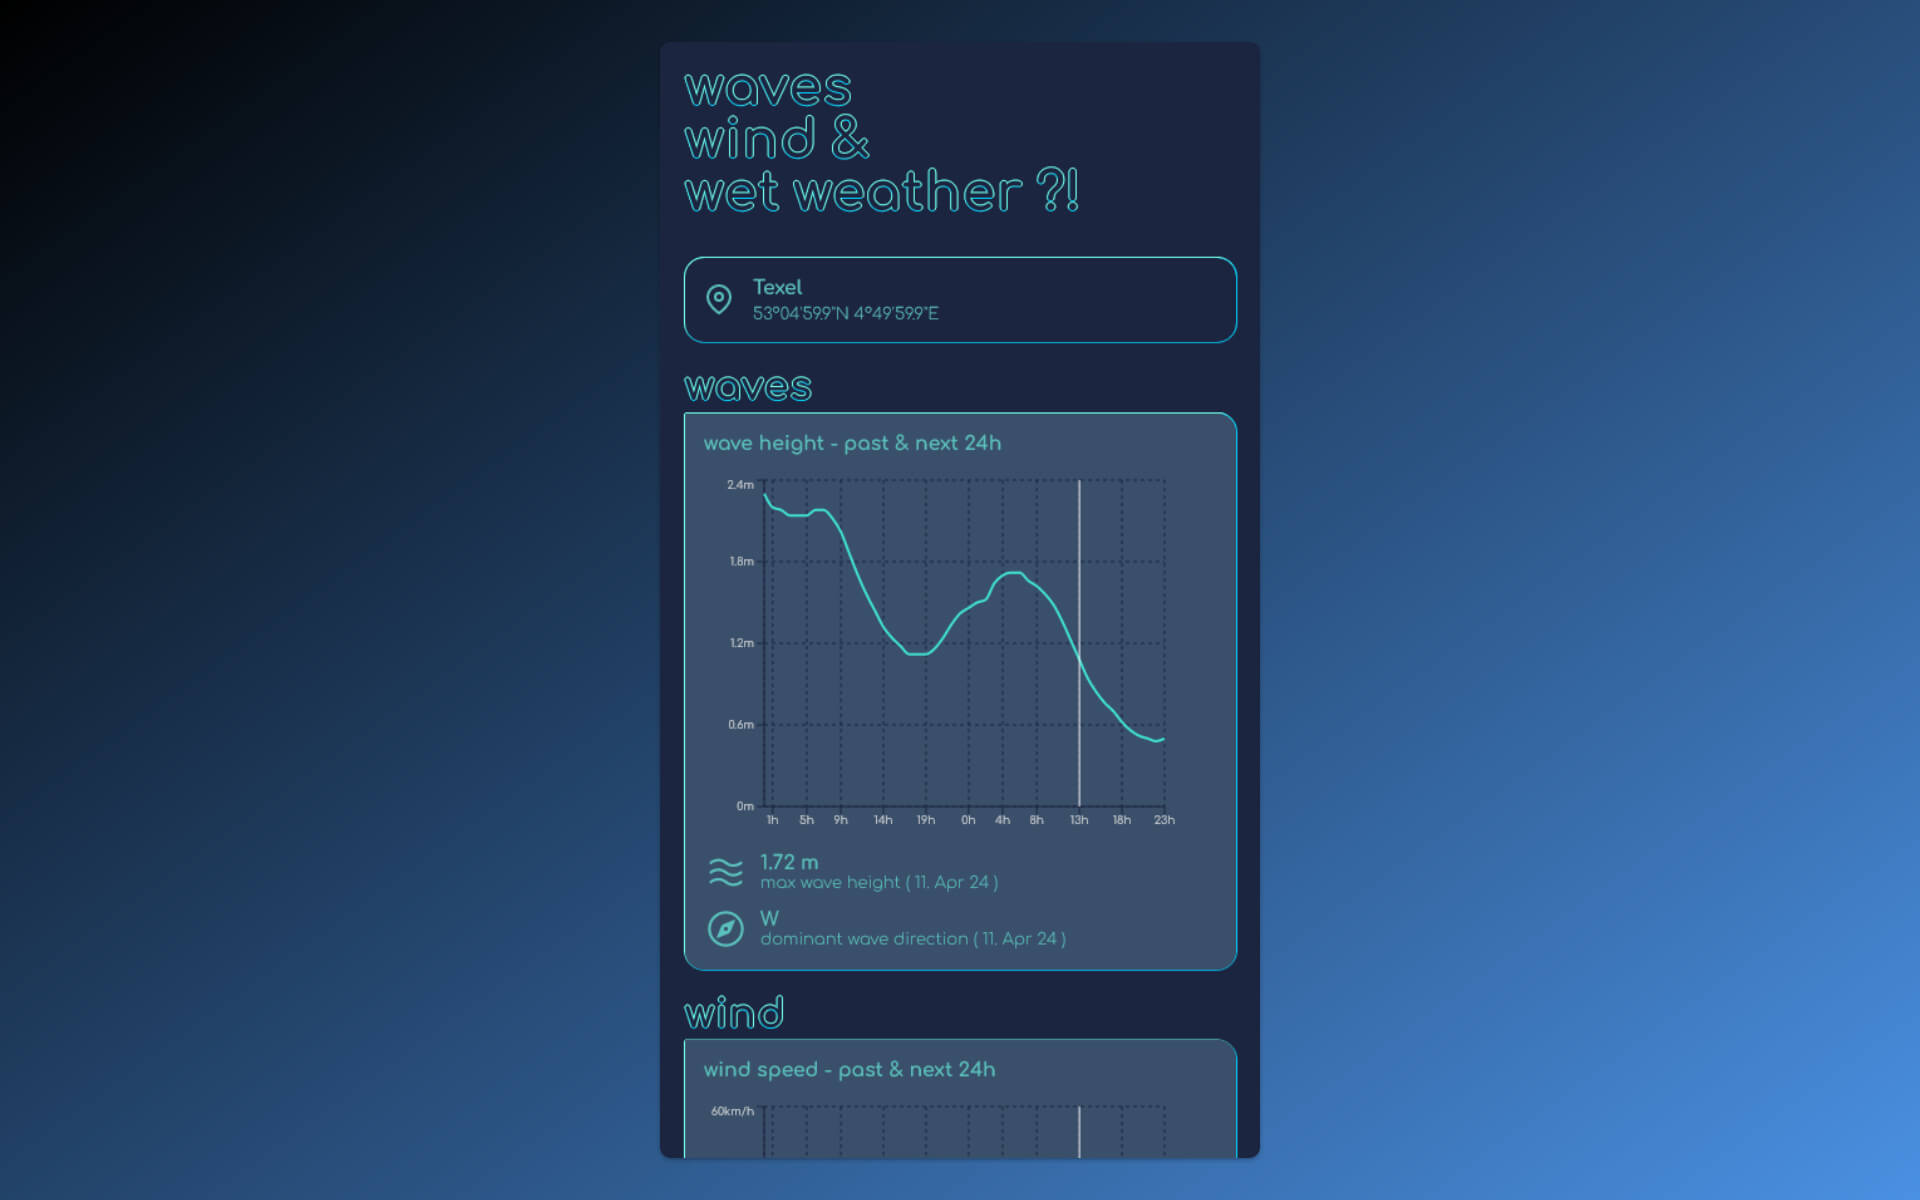 waves
wind &
wet weather ?!
Texel
53°04'59.9"N 4°49'59.9"E
waves
wave height - past & next 24h
2.4m
1.8m
1.2m
0.6m
0m
1h 5h 9h 14h 19h 0h 4h 8h 13h 18h 23h
1.72 m
max wave height ( 11. Apr 24 )
W
dominant wave direction ( 11. Apr 24 )
wind
wind speed - past & next 24h
60km/h